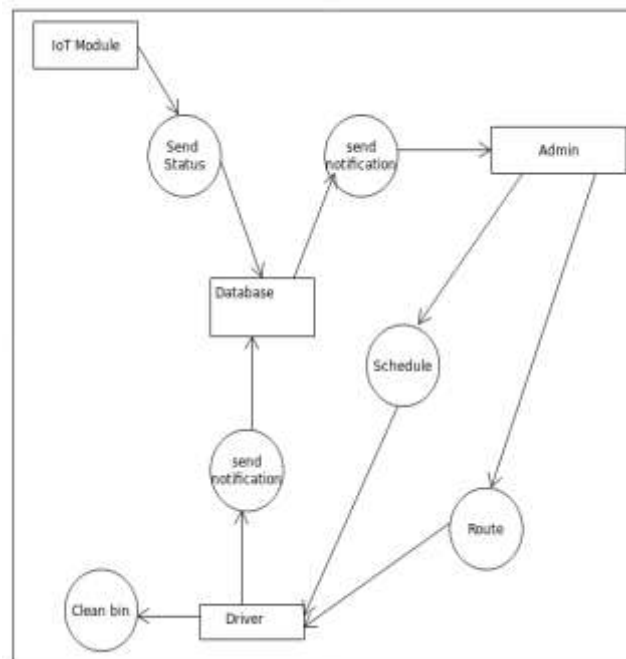 IoT Module
Send
Status
send
notification
Admin
Database
Schedule
send
notification
Route
Clean bin
Driver